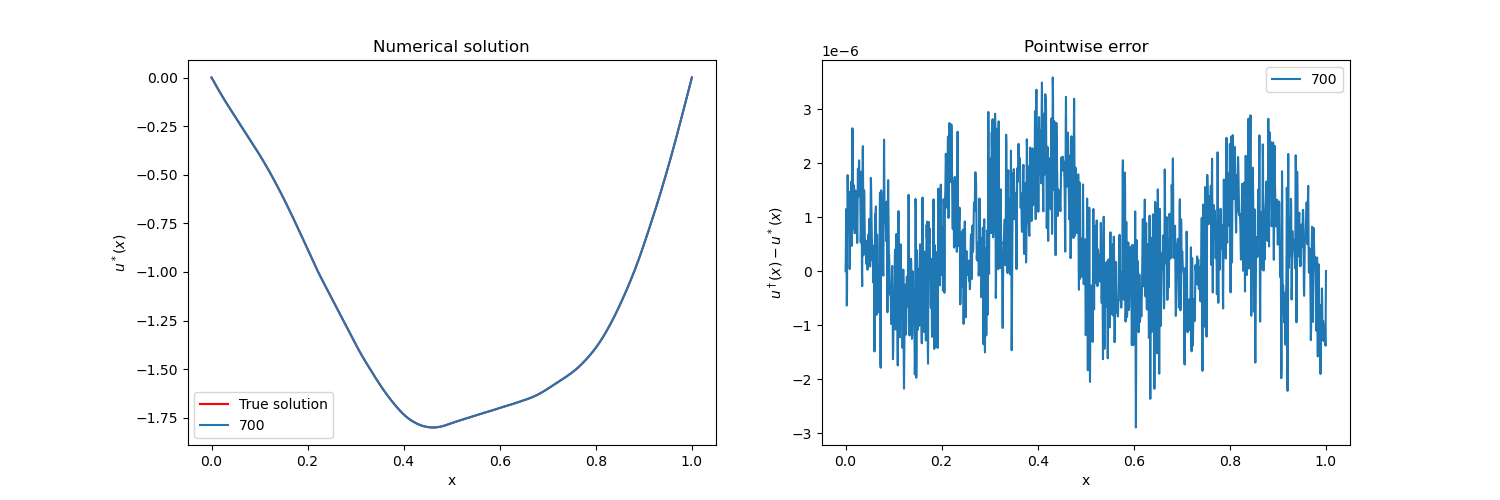 Numerical solution
0.00
−0.25
−0.50
−0.75
−1.00
−1.25
−1.50
−1.75
u*(x)
True solution
700
0.0 0.2 0.4 0.6 0.8 1.0
x
Pointwise error
1e−6
3
2
1
0
−1
−2
−3
u†(x) − u*(x)
700
0.0 0.2 0.4 0.6 0.8 1.0
x